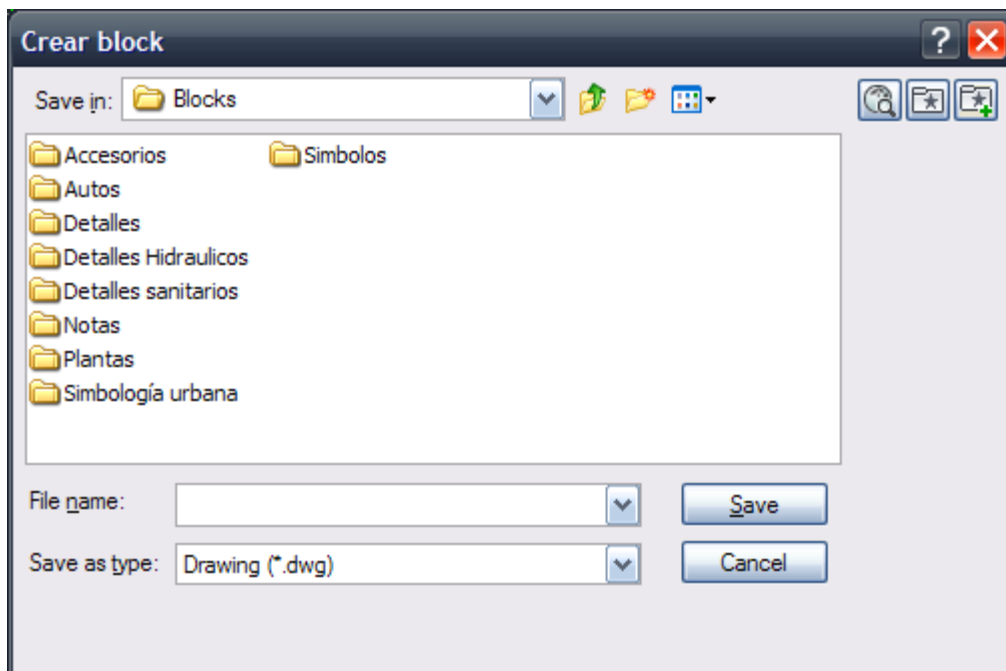 Crear block
Save in: Blocks
Accesorios Simbolos
Autos
Detalles
Detalles Hidraulicos
Detalles sanitarios
Notas
Plantas
Simbología urbana
File name: Save
Save as type: Drawing (*.dwg) Cancel